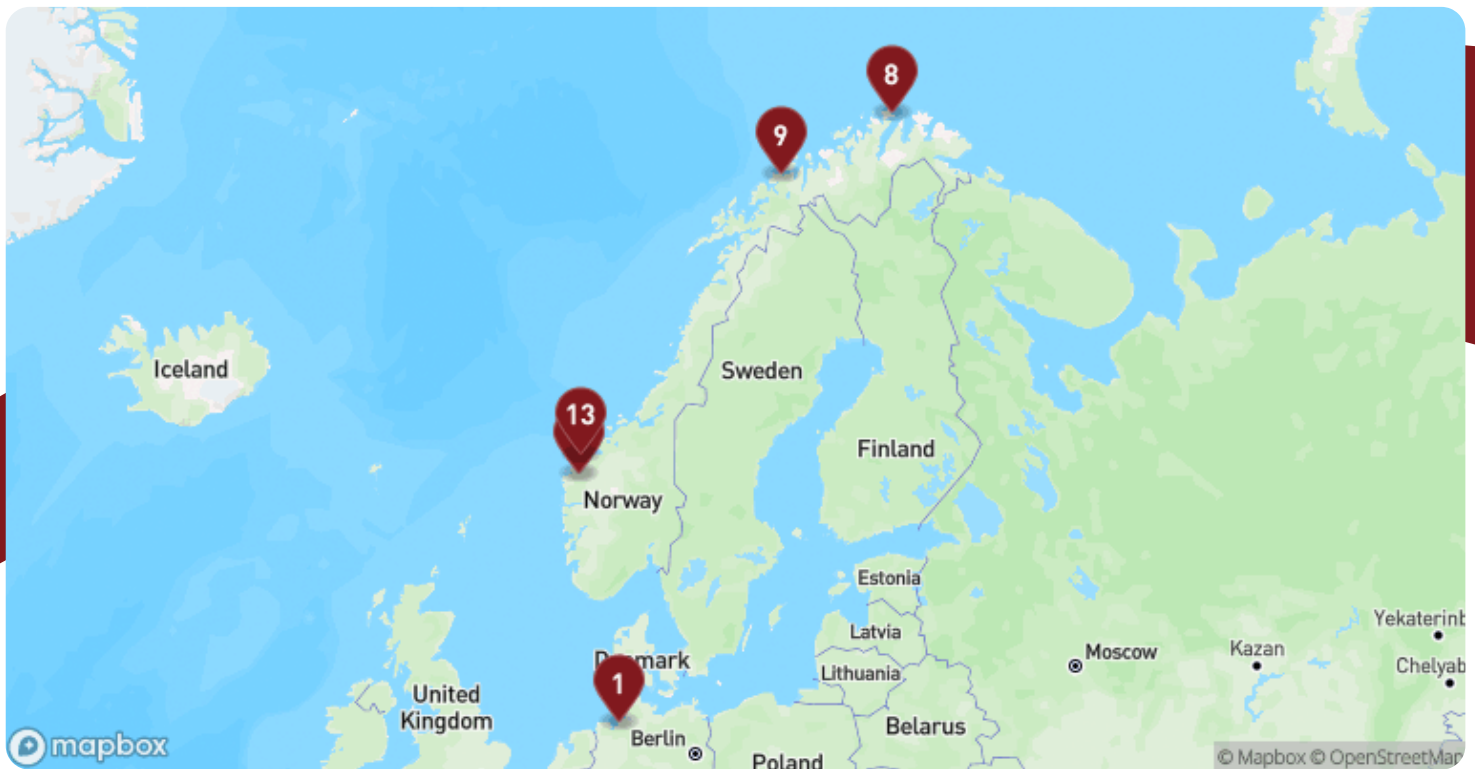 8
9
Iceland
Sweden
13
Finland
Norway
Estonia
Yekaterinb
Latvia
Moscow
Kazan
Denmark
Chelyab
Lithuania
1
United
Kingdom
Belarus
Berlin
Poland
mapbox
© Mapbox © OpenStreetMap